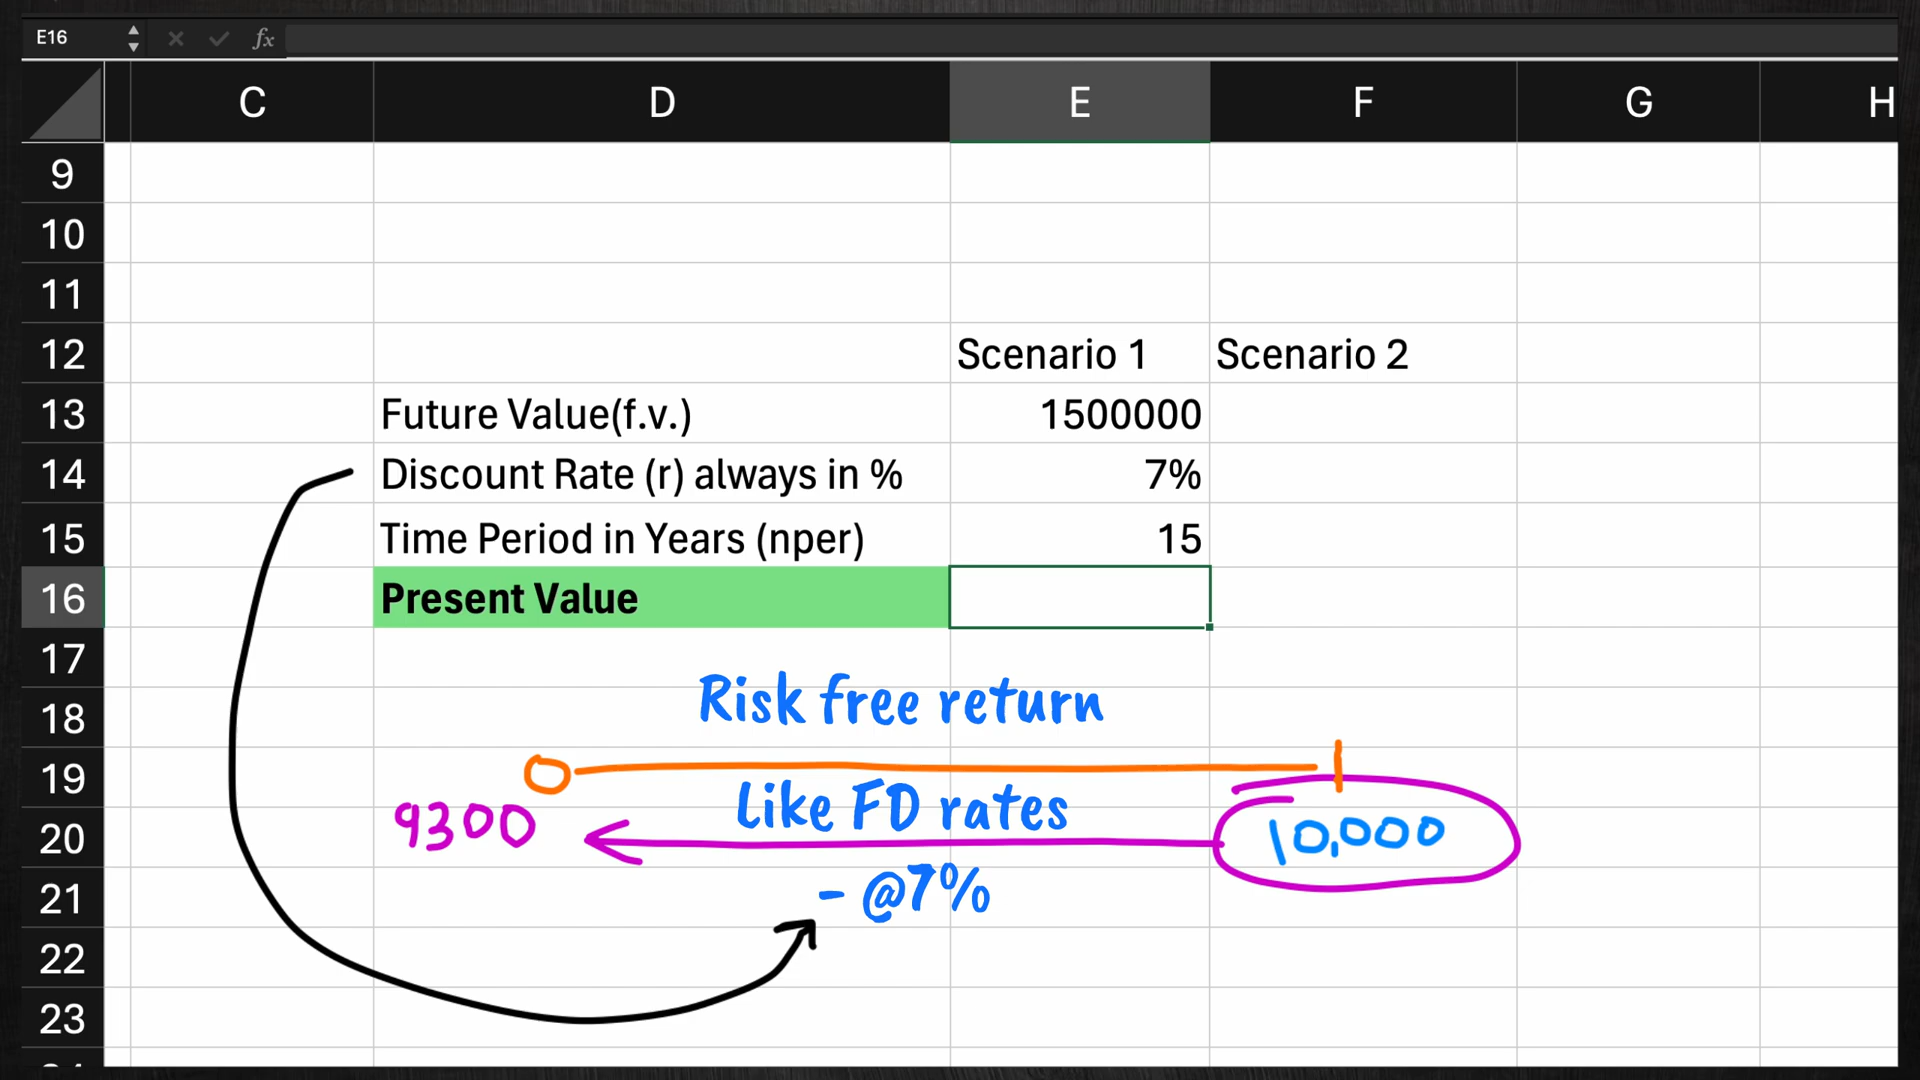 E16 fx
C D E F G H
9
10
11
12 Scenario 1 Scenario 2
13 Future Value(f.v.) 1500000
14 Discount Rate (r) always in % 7%
15 Time Period in Years (nper) 15
16 Present Value
17
18 Risk free return
19 0 1
20 9300 Like FD rates 10,000
21 - @7%
22
23